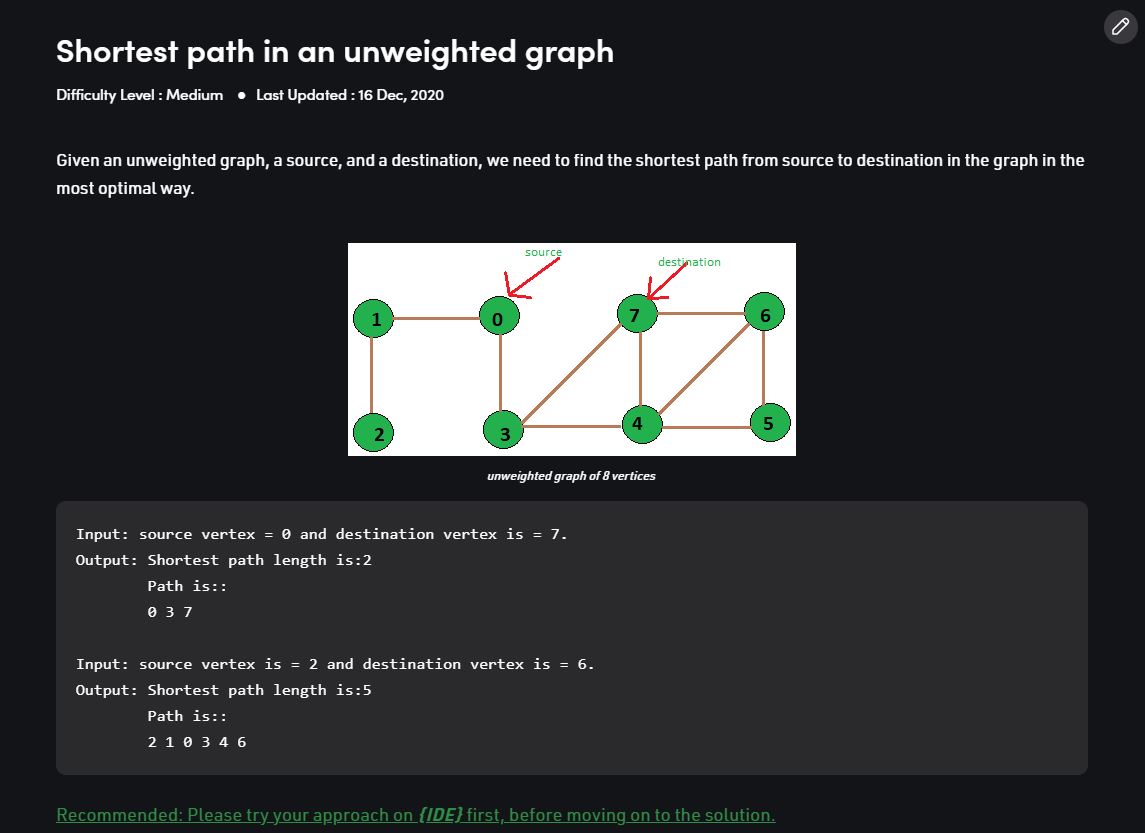 Shortest path in an unweighted graph
Difficulty Level : Medium ● Last Updated : 16 Dec, 2020
Given an unweighted graph, a source, and a destination, we need to find the shortest path from source to destination in the graph in the
most optimal way.
source
destination
1 0 7 6
2 3 4 5
unweighted graph of 8 vertices
Input: source vertex = 0 and destination vertex is = 7.
Output: Shortest path length is:2
Path is::
0 3 7
Input: source vertex is = 2 and destination vertex is = 6.
Output: Shortest path length is:5
Path is::
2 1 0 3 4 6
Recommended: Please try your approach on {IDE} first, before moving on to the solution.